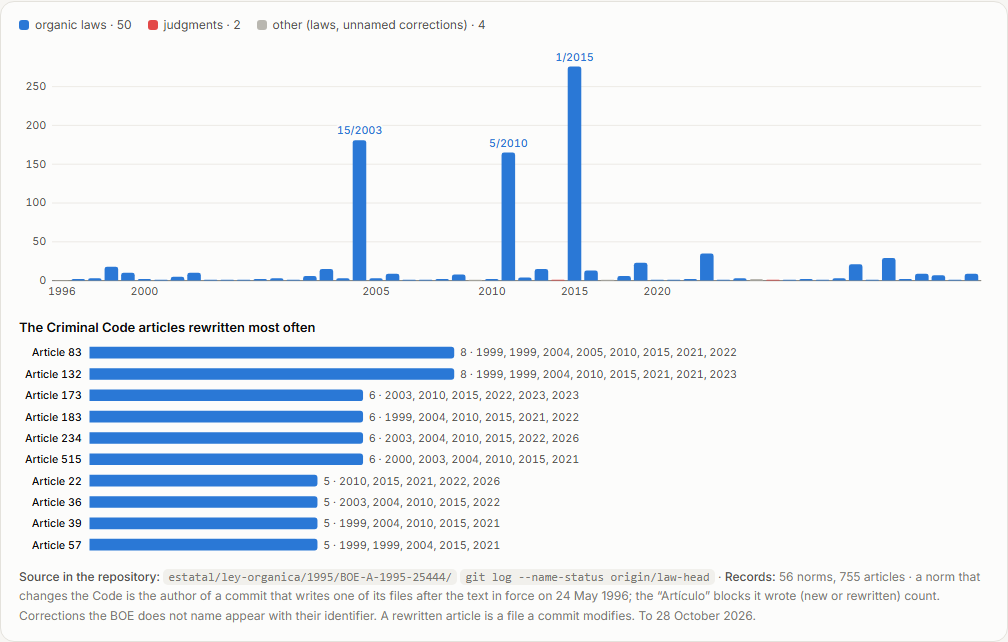 organic laws · 50 judgments · 2 other (laws, unnamed corrections) · 4
1/2015
250
15/2003
200
5/2010
150
100
50
0
1996 2000 2005 2010 2015 2020
The Criminal Code articles rewritten most often
Article 83 8 · 1999, 1999, 2004, 2005, 2010, 2015, 2021, 2022
Article 132 8 · 1999, 1999, 2004, 2010, 2015, 2021, 2021, 2023
Article 173 6 · 2003, 2010, 2015, 2022, 2023, 2023
Article 183 6 · 1999, 2004, 2010, 2015, 2021, 2022
Article 234 6 · 2003, 2004, 2010, 2015, 2022, 2026
Article 515 6 · 2000, 2003, 2004, 2010, 2015, 2021
Article 22 5 · 2010, 2015, 2021, 2022, 2026
Article 36 5 · 2003, 2004, 2010, 2015, 2022
Article 39 5 · 1999, 2004, 2010, 2015, 2021
Article 57 5 · 1999, 1999, 2004, 2015, 2021
Source in the repository: estatal/ley-organica/1995/BOE-A-1995-25444/ git log --name-status origin/law-head · Records: 56 norms, 755 articles · a norm that
changes the Code is the author of a commit that writes one of its files after the text in force on 24 May 1996; the “Artículo” blocks it wrote (new or rewritten) count.
Corrections the BOE does not name appear with their identifier. A rewritten article is a file a commit modifies. To 28 October 2026.